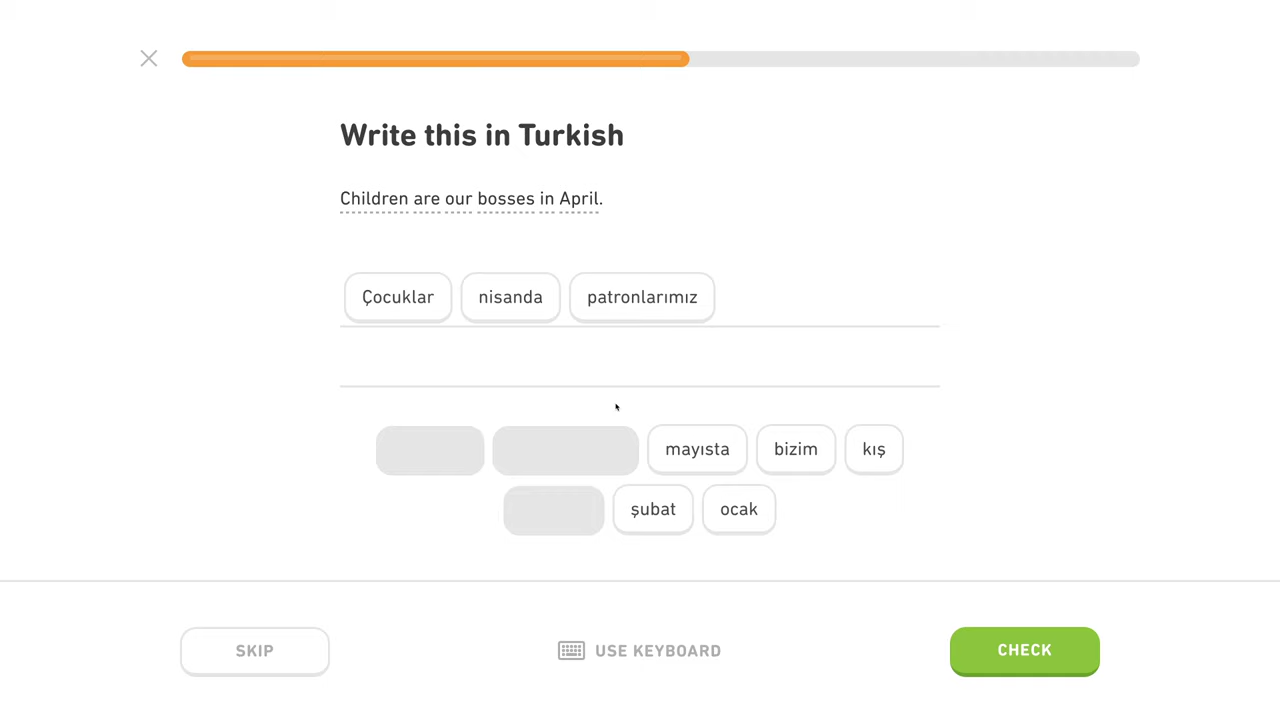 Write this in Turkish
Children are our bosses in April.
Çocuklar nisanda patronlarımız
mayısta bizim kış
şubat ocak
SKIP USE KEYBOARD CHECK